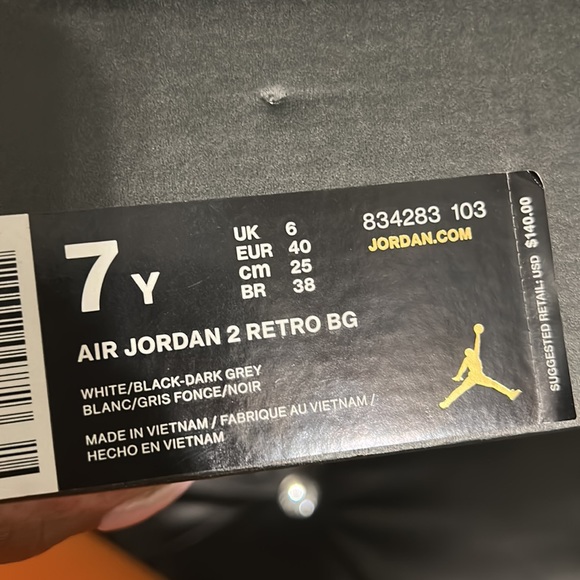 7 Y
UK 6
EUR 40
cm 25
BR 38
834283 103
JORDAN.COM
SUGGESTED RETAIL: USD $140.00
AIR JORDAN 2 RETRO BG
WHITE/BLACK-DARK GREY
BLANC/GRIS FONCE/NOIR
MADE IN VIETNAM / FABRIQUE AU VIETNAM /
HECHO EN VIETNAM